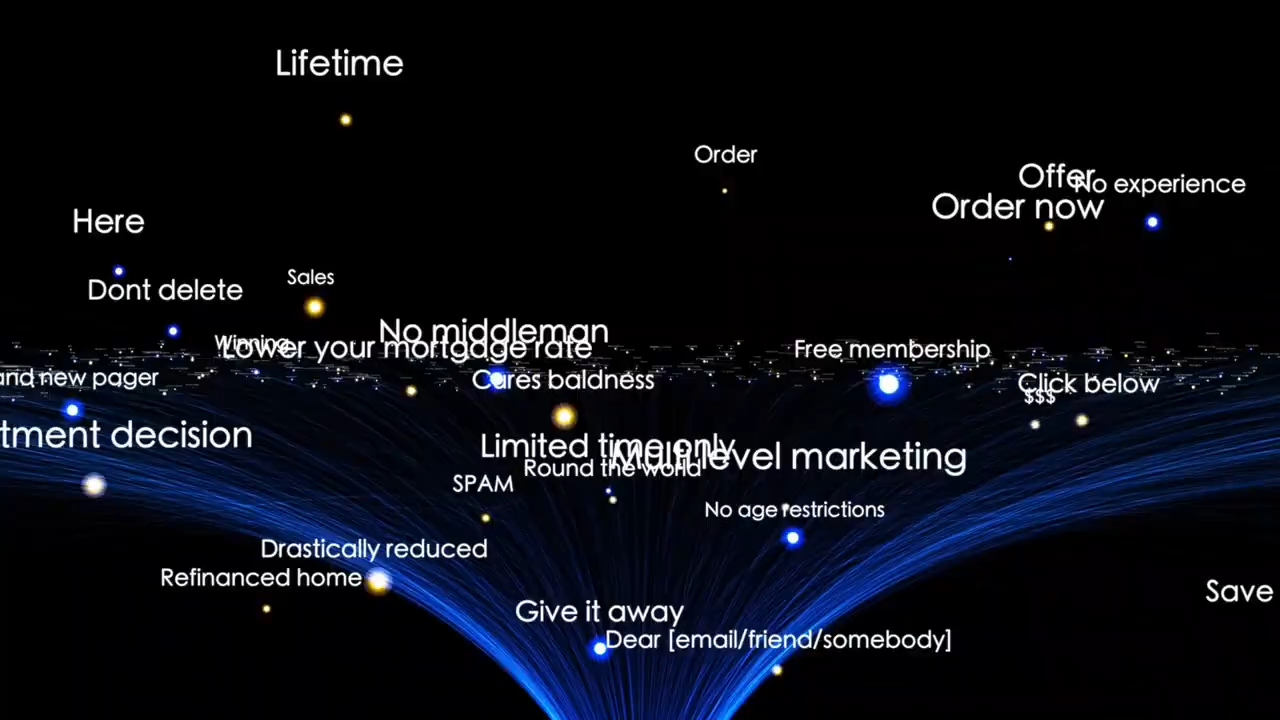 Lifetime
Order
Offer
No experience
Order now
Here
Sales
Dont delete
No middleman
Winning
Lower your mortgage rate
Free membership
and new pager
Cures baldness
Click below
$$$
tment decision
Limited time only
Multi level marketing
Round the world
SPAM
No age restrictions
Drastically reduced
Refinanced home
Save
Give it away
Dear [email/friend/somebody]